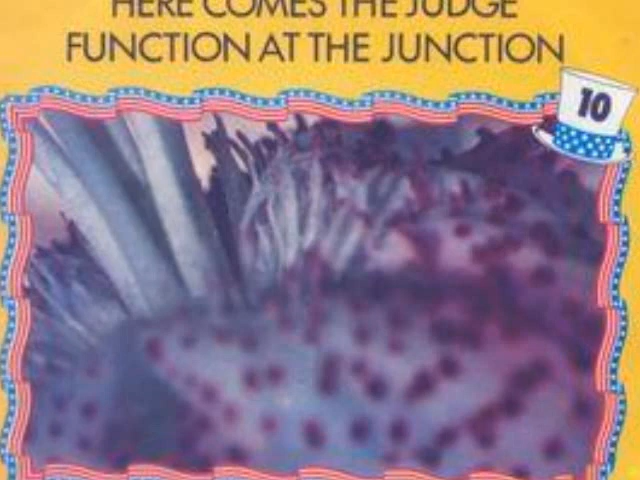 HERE COMES THE JUDGE
FUNCTION AT THE JUNCTION
10